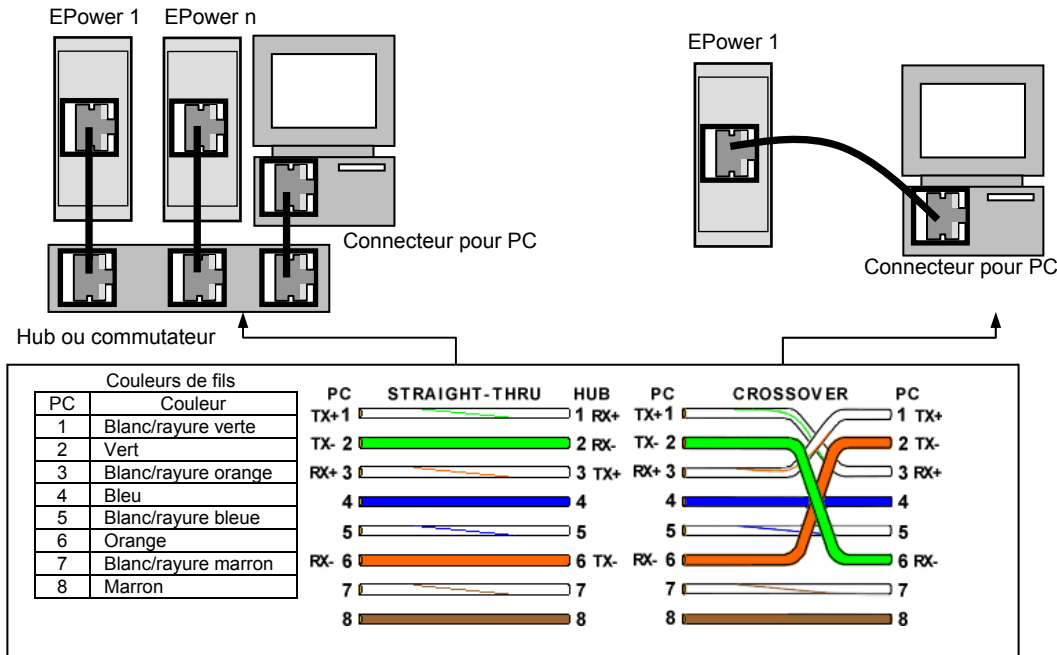 EPower 1 EPower n
EPower 1
Connecteur pour PC
Connecteur pour PC
Hub ou commutateur
Couleurs de fils
PC Couleur
1 Blanc/rayure verte
2 Vert
3 Blanc/rayure orange
4 Bleu
5 Blanc/rayure bleue
6 Orange
7 Blanc/rayure marron
8 Marron
PC STRAIGHT-THRU HUB
TX+ 1 1 RX+
TX- 2 2 RX-
RX+ 3 3 TX+
4 4
5 5
RX- 6 6 TX-
7 7
8 8
PC CROSSOVER PC
TX+ 1 1 TX+
TX- 2 2 TX-
RX+ 3 3 RX+
4 4
5 5
RX- 6 6 RX-
7 7
8 8